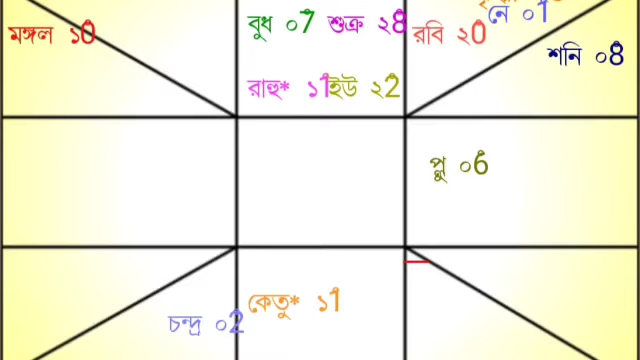 নে ০1
বুধ ০7 শুক্র ২8
মঙ্গল ১0
রবি ২0
শনি ০8
রাহু* ১1 ইউ ২2
প্লু ০6
কেতু* ১1
চন্দ্র ০2